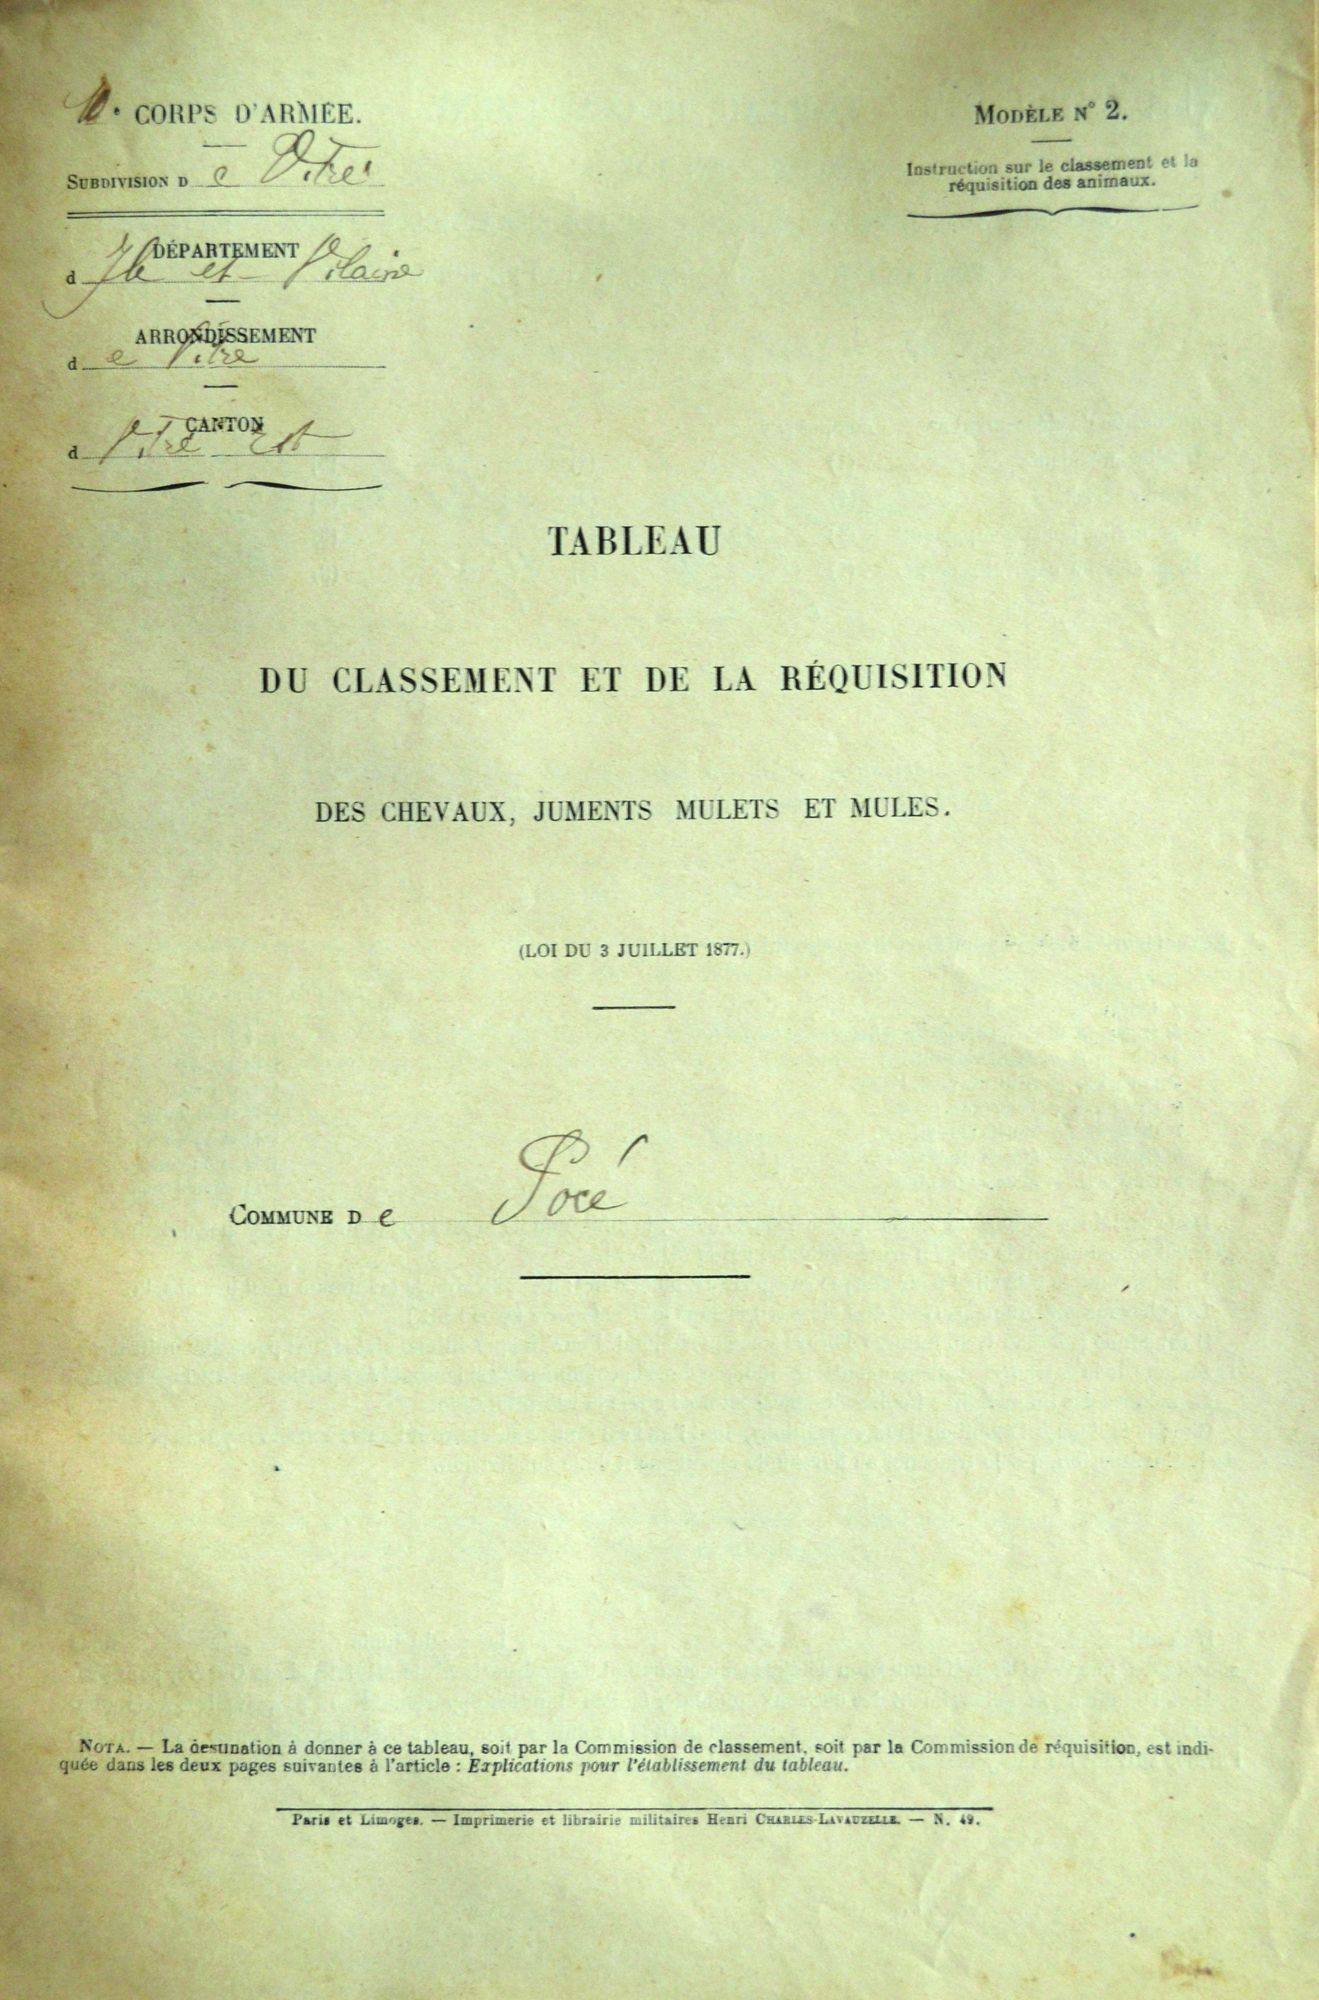 10e CORPS D'ARMÉE.
SUBDIVISION D e Vitré
DÉPARTEMENT
d Ille et Vilaine
ARRONDISSEMENT
d e Vitré
CANTON
d Vitré Est
MODÈLE N° 2.
Instruction sur le classement et la
réquisition des animaux.
TABLEAU
DU CLASSEMENT ET DE LA RÉQUISITION
DES CHEVAUX, JUMENTS MULETS ET MULES.
(LOI DU 3 JUILLET 1877.)
COMMUNE D e Pocé
NOTA. — La destination à donner à ce tableau, soit par la Commission de classement, soit par la Commission de réquisition, est indi-
quée dans les deux pages suivantes à l'article : Explications pour l'établissement du tableau.
Paris et Limoges. — Imprimerie et librairie militaires Henri CHARLES-LAVAUZELLE. — N. 49.